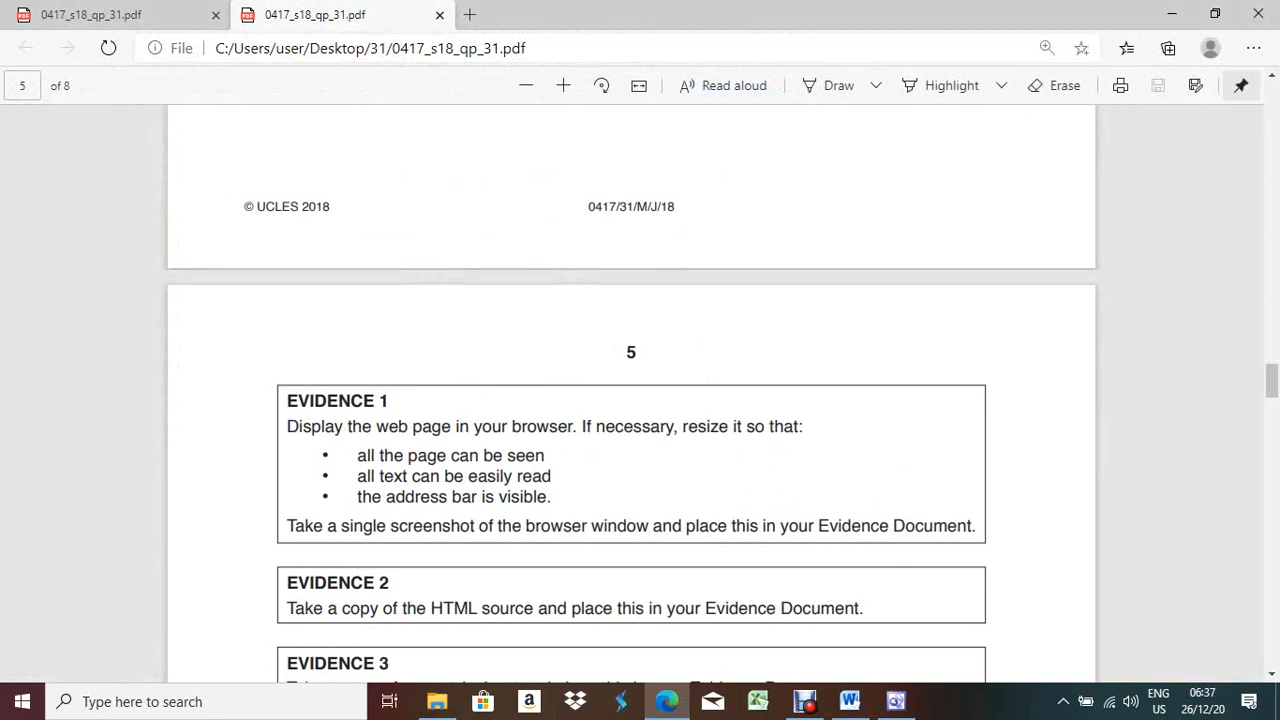 0417_s18_qp_31.pdf
0417_s18_qp_31.pdf
File
C:/Users/user/Desktop/31/0417_s18_qp_31.pdf
5 of 8
Read aloud
Draw
Highlight
Erase
© UCLES 2018
0417/31/M/J/18
5
EVIDENCE 1
Display the web page in your browser. If necessary, resize it so that:
• all the page can be seen
• all text can be easily read
• the address bar is visible.
Take a single screenshot of the browser window and place this in your Evidence Document.
EVIDENCE 2
Take a copy of the HTML source and place this in your Evidence Document.
EVIDENCE 3
Type here to search
ENG
US
06:37
26/12/20